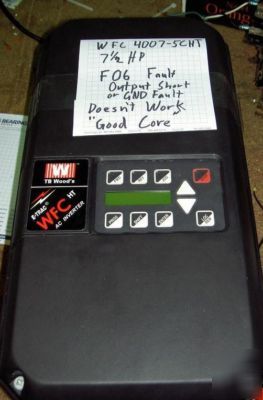 WFC 4007-5CHT
7½ HP
F06 Fault
Output Short
or GND Fault
Doesn't Work
"Good Core
TB Wood's
E-TRAC
WFC HT
AC INVERTER